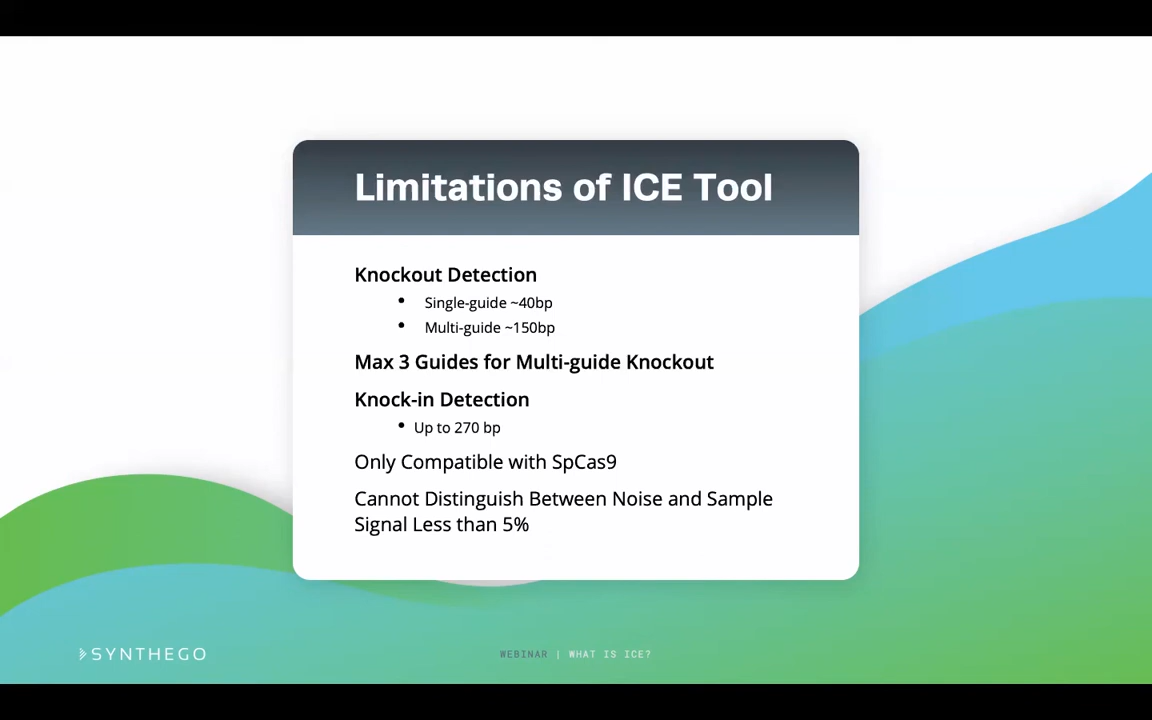 Limitations of ICE Tool
Knockout Detection
• Single-guide ~40bp
• Multi-guide ~150bp
Max 3 Guides for Multi-guide Knockout
Knock-in Detection
• Up to 270 bp
Only Compatible with SpCas9
Cannot Distinguish Between Noise and Sample
Signal Less than 5%
SYNTHEGO
WEBINAR | WHAT IS ICE?